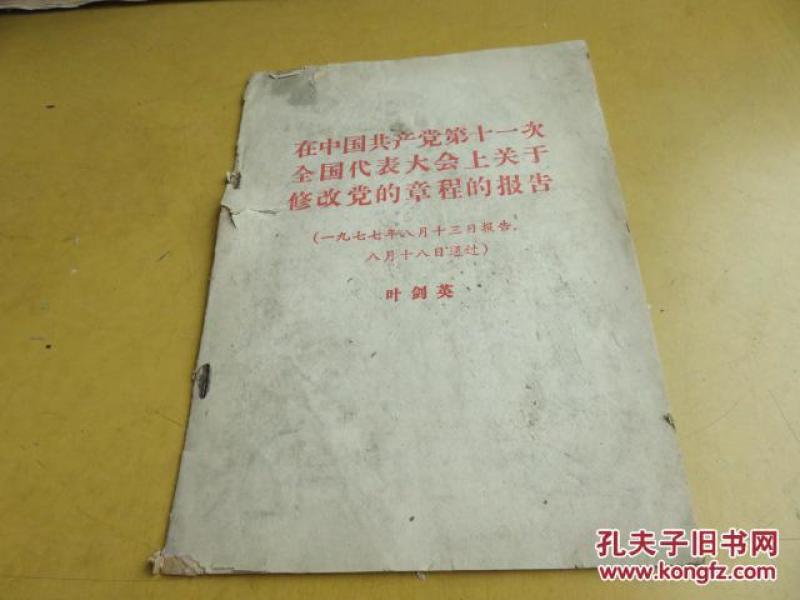 在中国共产党第十一次
全国代表大会上关于
修改党的章程的报告
(一九七七年八月十三日报告,
八月十八日通过)
叶剑英
孔夫子旧书网
www.kongfz.com